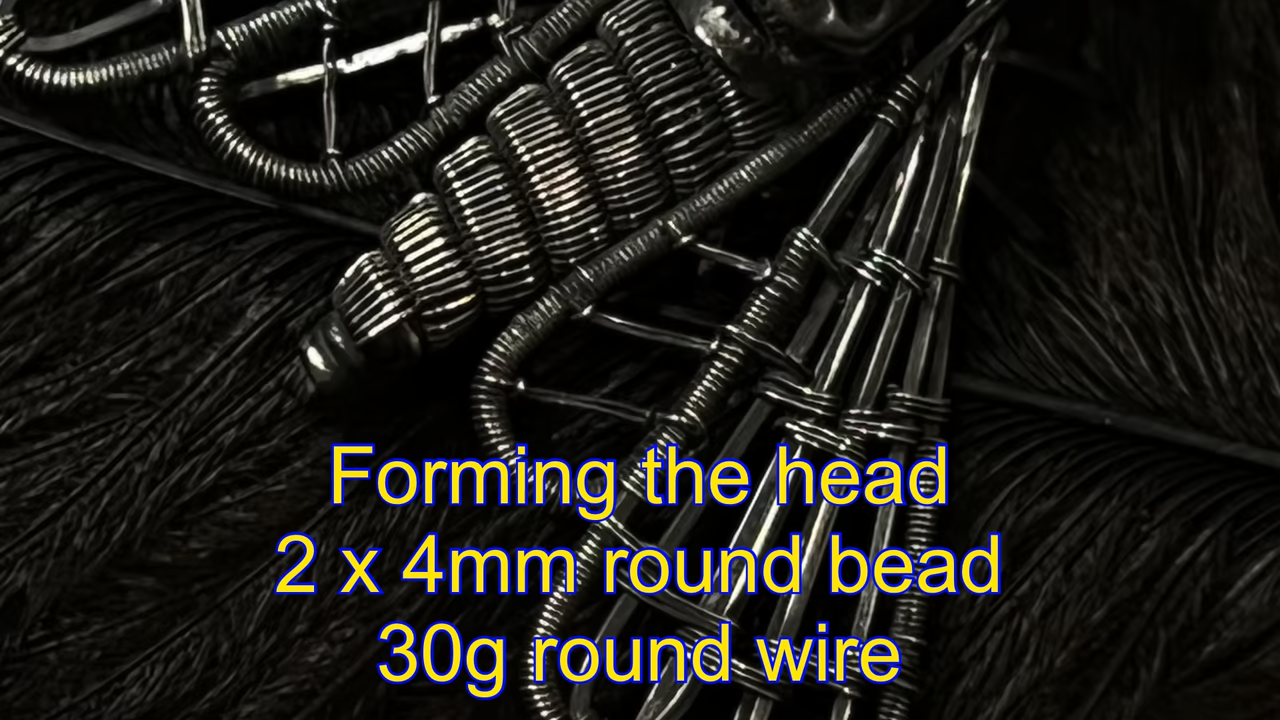 Forming the head
2 x 4mm round bead
30g round wire